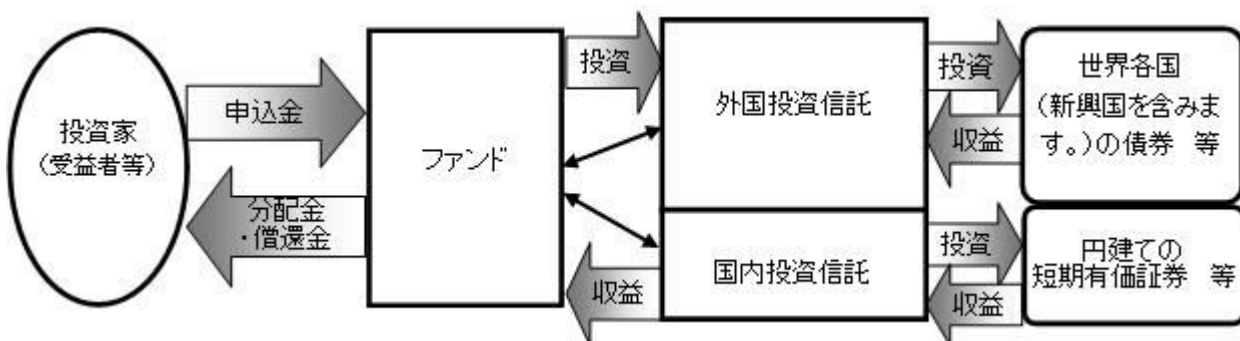 投資家
(受益者等)
申込金
分配金
・償還金
ファンド
投資
収益
外国投資信託
国内投資信託
投資
収益
投資
収益
世界各国
(新興国を含みま
す。)の債券 等
円建ての
短期有価証券 等